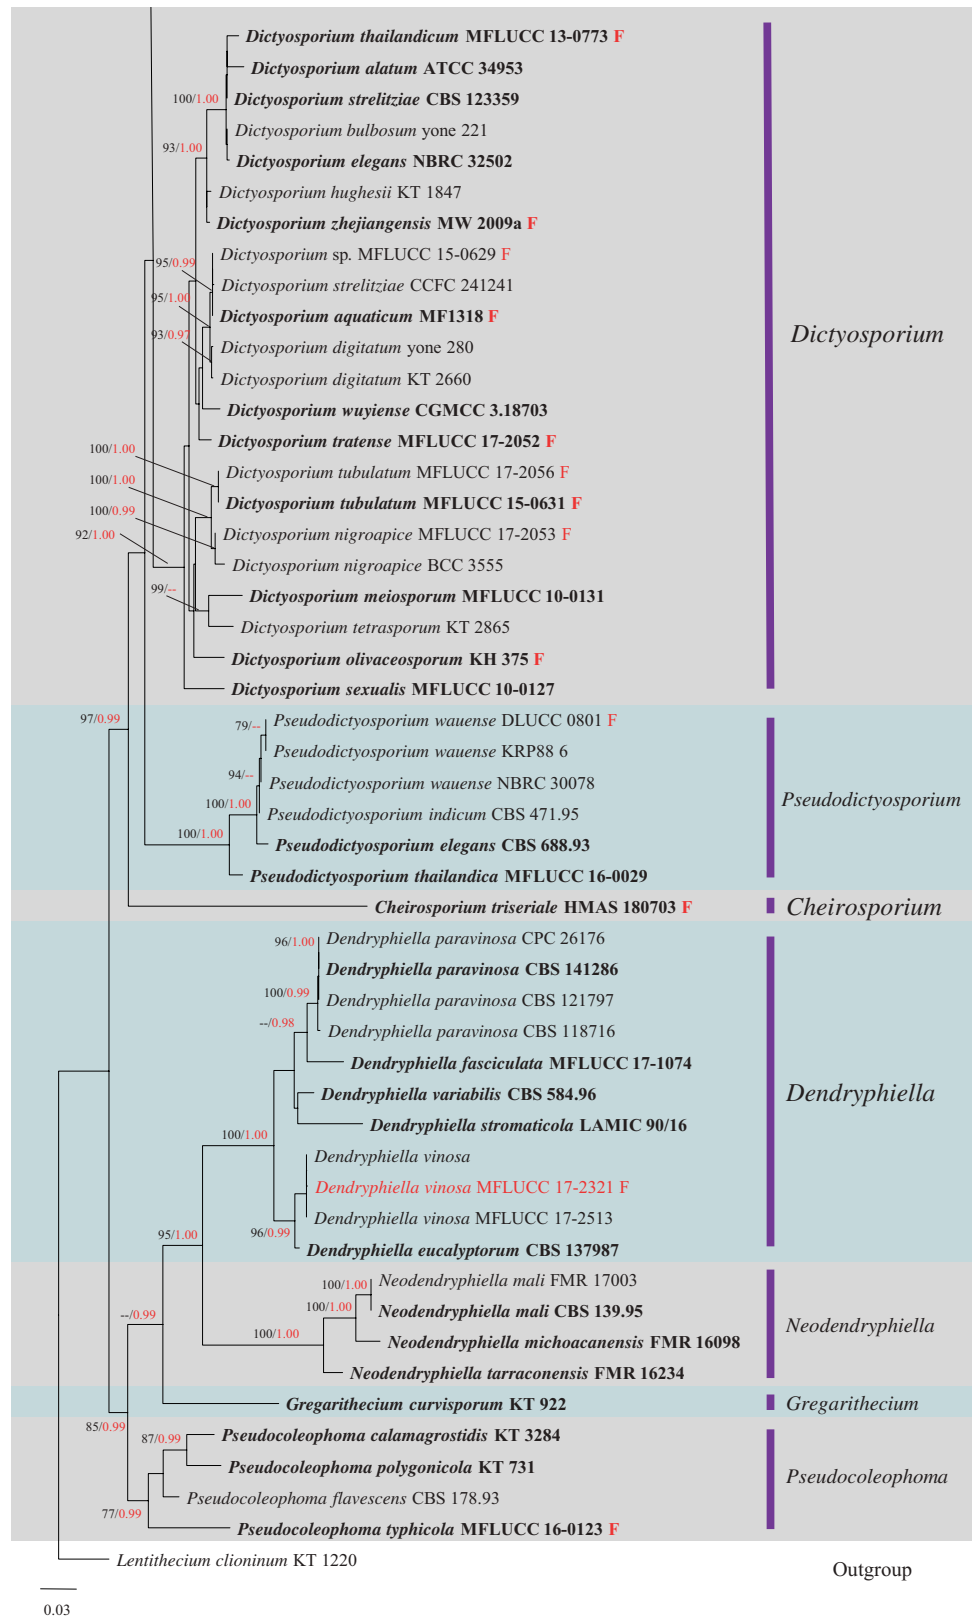 Dictyosporium thailandicum MFLUCC 13-0773 F
Dictyosporium alatum ATCC 34953
100/1.00
Dictyosporium strelitziae CBS 123359
Dictyosporium bulbosum yone 221
93/1.00
Dictyosporium elegans NBRC 32502
Dictyosporium hughesii KT 1847
Dictyosporium zhejiangensis MW 2009a F
Dictyosporium sp. MFLUCC 15-0629 F
95/0.99
Dictyosporium strelitziae CCFC 241241
95/1.00
Dictyosporium aquaticum MF1318 F
Dictyosporium
93/0.97
Dictyosporium digitatum yone 280
Dictyosporium digitatum KT 2660
Dictyosporium wuyiense CGMCC 3.18703
Dictyosporium tratense MFLUCC 17-2052 F
100/1.00
Dictyosporium tubulatum MFLUCC 17-2056 F
100/1.00
Dictyosporium tubulatum MFLUCC 15-0631 F
100/0.99
Dictyosporium nigroapice MFLUCC 17-2053 F
92/1.00
Dictyosporium nigroapice BCC 3555
99/--
Dictyosporium meiosporum MFLUCC 10-0131
Dictyosporium tetrasporum KT 2865
Dictyosporium olivaceosporum KH 375 F
Dictyosporium sexualis MFLUCC 10-0127
97/0.99
Pseudodictyosporium wauense DLUCC 0801 F
79/--
Pseudodictyosporium wauense KRP88 6
94/--
Pseudodictyosporium wauense NBRC 30078
Pseudodictyosporium
100/1.00
Pseudodictyosporium indicum CBS 471.95
100/1.00
Pseudodictyosporium elegans CBS 688.93
Pseudodictyosporium thailandica MFLUCC 16-0029
Cheirosporium triseriale HMAS 180703 F
Cheirosporium
96/1.00
Dendryphiella paravinosa CPC 26176
Dendryphiella paravinosa CBS 141286
100/0.99
Dendryphiella paravinosa CBS 121797
--/0.98
Dendryphiella paravinosa CBS 118716
Dendryphiella fasciculata MFLUCC 17-1074
Dendryphiella variabilis CBS 584.96
Dendryphiella
Dendryphiella stromaticola LAMIC 90/16
100/1.00
Dendryphiella vinosa
Dendryphiella vinosa MFLUCC 17-2321 F
Dendryphiella vinosa MFLUCC 17-2513
95/1.00
96/0.99
Dendryphiella eucalyptorum CBS 137987
100/1.00
Neodendryphiella mali FMR 17003
100/1.00
Neodendryphiella mali CBS 139.95
--/0.99
Neodendryphiella
100/1.00
Neodendryphiella michoacanensis FMR 16098
Neodendryphiella tarraconensis FMR 16234
Gregarithecium curvisporum KT 922
Gregarithecium
85/0.99
87/0.99
Pseudocoleophoma calamagrostidis KT 3284
Pseudocoleophoma polygonicola KT 731
Pseudocoleophoma
Pseudocoleophoma flavescens CBS 178.93
77/0.99
Pseudocoleophoma typhicola MFLUCC 16-0123 F
Lentithecium clioninum KT 1220
Outgroup
0.03